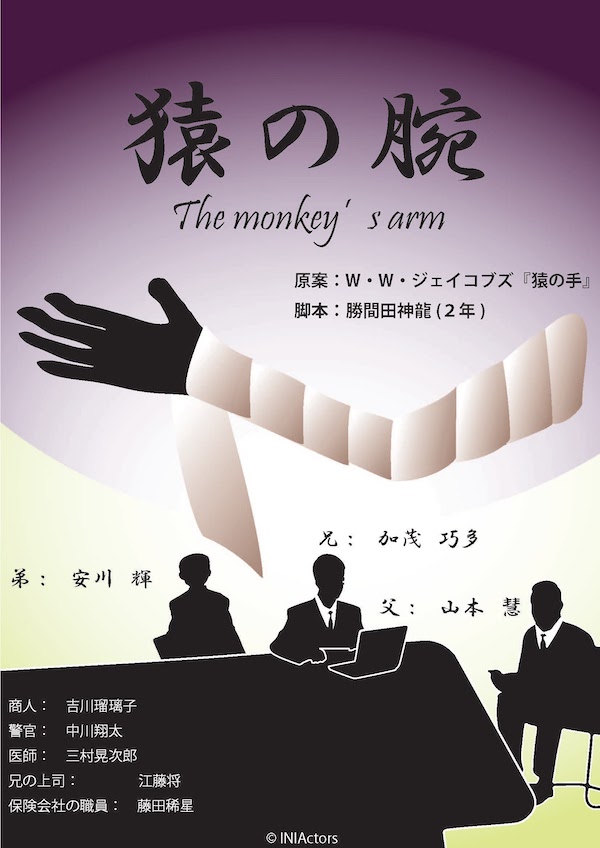 猿の腕
The monkey's arm
原案：W・W・ジェイコブズ『猿の手』
脚本：勝間田神龍(２年)
兄： 加茂 巧多
弟： 安川 輝
父： 山本 慧
商人： 吉川瑠璃子
警官： 中川翔太
医師： 三村晃次郎
兄の上司： 江藤将
保険会社の職員： 藤田稀星
© INIActors